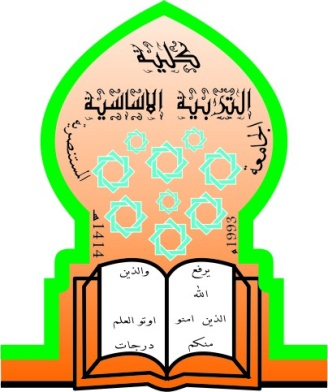 كلية
التربية الاساسية
الجامعة
المستنصرية
1993م
1414هـ
يرفع
الله
الذين امنو
منكم
والذين
اوتو العلم
درجات